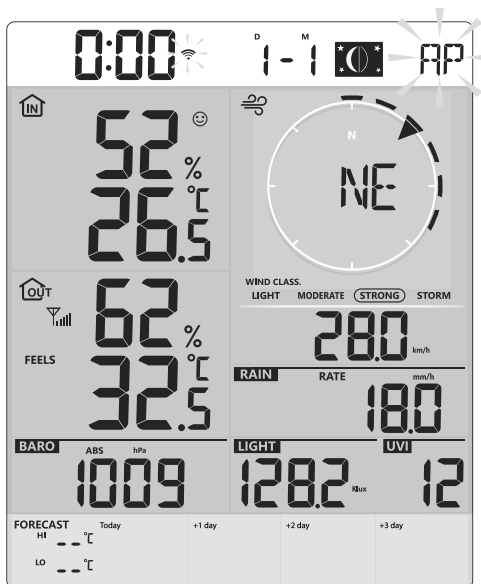 0:00 D 1 - M 1 AP
IN
52 %
26.5 °C
N
NE
WIND CLASS.
LIGHT MODERATE STRONG STORM
28.0 km/h
OUT
62 %
FEELS
32.5 °C
RAIN RATE mm/h
18.0
BARO ABS hPa
1009
LIGHT
128.2 Klux
UVI
12
FORECAST Today +1 day +2 day +3 day
HI -- °C
LO -- °C